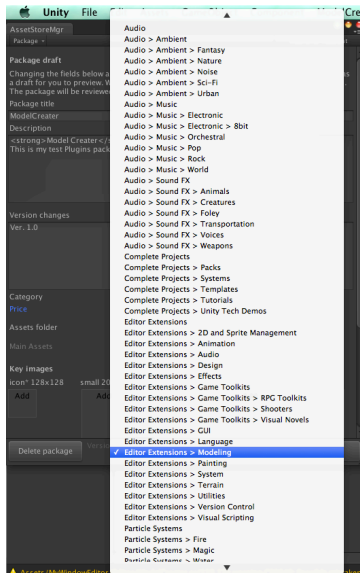 Unity File
AssetStoreMgr
Package
Package draft
Changing the fields below a
a draft for you to preview. W
The package will be reviewe
Package title
ModelCreater
Description
<strong>Model Creater</
This is my test Plugins pack
Version changes
Ver. 1.0
Category
Price
Assets folder
Main Assets
Key images
icon* 128x128 small 20
Add Add
Delete package
Audio
Audio > Ambient
Audio > Ambient > Fantasy
Audio > Ambient > Nature
Audio > Ambient > Noise
Audio > Ambient > Sci-Fi
Audio > Ambient > Urban
Audio > Music
Audio > Music > Electronic
Audio > Music > Electronic > 8bit
Audio > Music > Orchestral
Audio > Music > Pop
Audio > Music > Rock
Audio > Music > World
Audio > Sound FX
Audio > Sound FX > Animals
Audio > Sound FX > Creatures
Audio > Sound FX > Foley
Audio > Sound FX > Transportation
Audio > Sound FX > Voices
Audio > Sound FX > Weapons
Complete Projects
Complete Projects > Packs
Complete Projects > Systems
Complete Projects > Templates
Complete Projects > Tutorials
Complete Projects > Unity Tech Demos
Editor Extensions
Editor Extensions > 2D and Sprite Management
Editor Extensions > Animation
Editor Extensions > Audio
Editor Extensions > Design
Editor Extensions > Effects
Editor Extensions > Game Toolkits
Editor Extensions > Game Toolkits > RPG Toolkits
Editor Extensions > Game Toolkits > Shooters
Editor Extensions > Game Toolkits > Visual Novels
Editor Extensions > GUI
Editor Extensions > Language
✓ Editor Extensions > Modeling
Editor Extensions > Painting
Editor Extensions > System
Editor Extensions > Terrain
Editor Extensions > Utilities
Editor Extensions > Version Control
Editor Extensions > Visual Scripting
Particle Systems
Particle Systems > Fire
Particle Systems > Magic
Particle Systems > Water